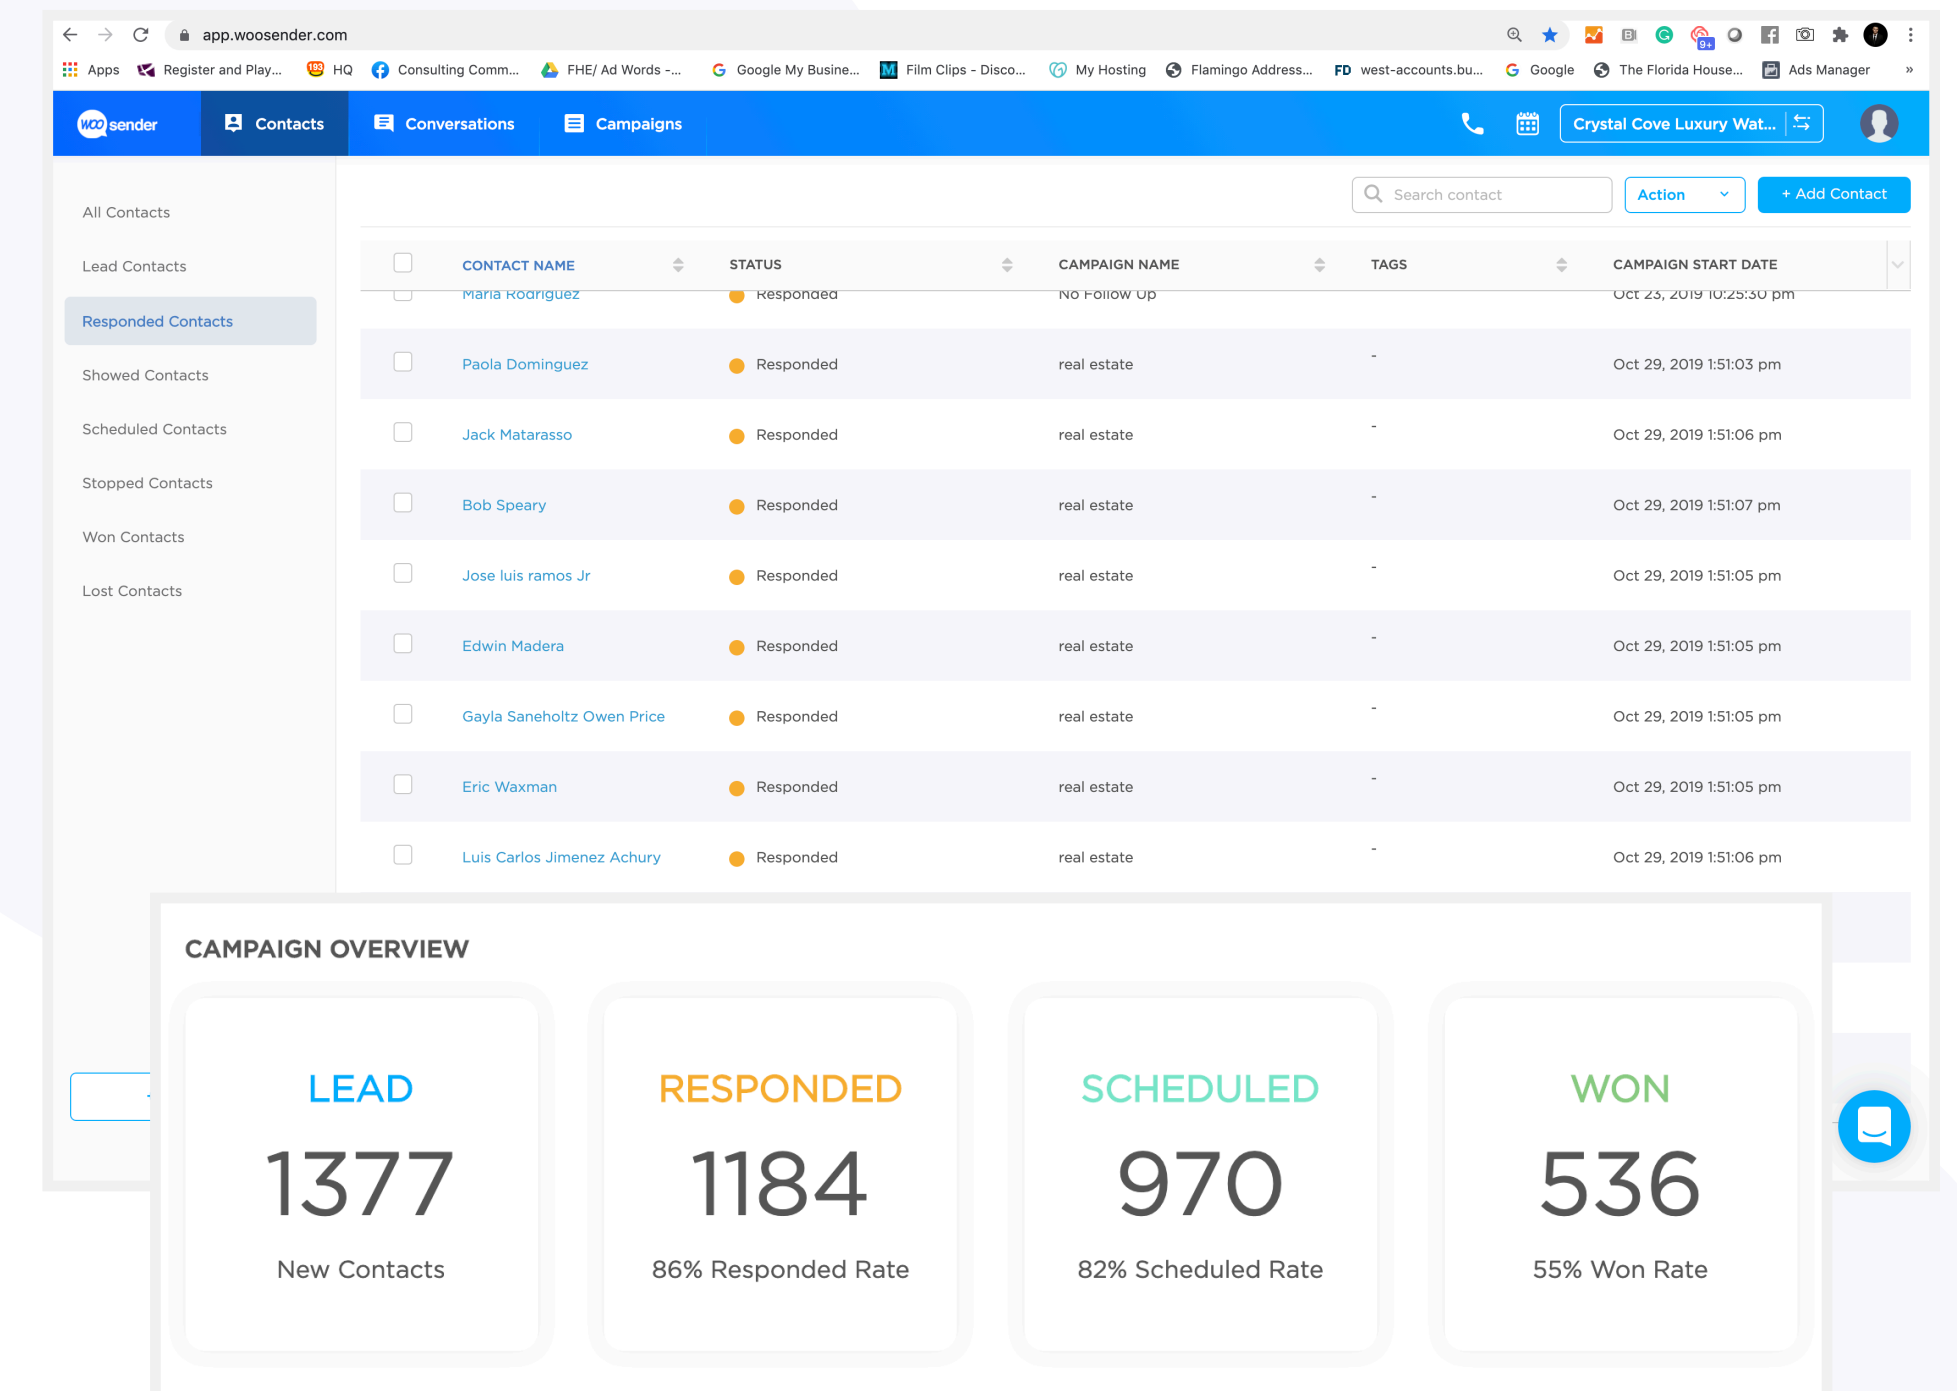 app.woosender.com
9+
Apps Register and Play... 193 HQ Consulting Comm... FHE/ Ad Words -... Google My Busine... Film Clips - Disco... My Hosting Flamingo Address... FD west-accounts.bu... Google The Florida House... Ads Manager »
woo sender Contacts Conversations Campaigns Crystal Cove Luxury Wat...
Search contact Action + Add Contact
All Contacts
Lead Contacts
Responded Contacts
Showed Contacts
Scheduled Contacts
Stopped Contacts
Won Contacts
Lost Contacts
CONTACT NAME STATUS CAMPAIGN NAME TAGS CAMPAIGN START DATE
Maria Rodriguez Responded No Follow Up Oct 23, 2019 10:25:30 pm
Paola Dominguez Responded real estate - Oct 29, 2019 1:51:03 pm
Jack Matarasso Responded real estate - Oct 29, 2019 1:51:06 pm
Bob Speary Responded real estate - Oct 29, 2019 1:51:07 pm
Jose luis ramos Jr Responded real estate - Oct 29, 2019 1:51:05 pm
Edwin Madera Responded real estate - Oct 29, 2019 1:51:05 pm
Gayla Saneholtz Owen Price Responded real estate - Oct 29, 2019 1:51:05 pm
Eric Waxman Responded real estate - Oct 29, 2019 1:51:05 pm
Luis Carlos Jimenez Achury Responded real estate - Oct 29, 2019 1:51:06 pm
CAMPAIGN OVERVIEW
LEAD
1377
New Contacts
RESPONDED
1184
86% Responded Rate
SCHEDULED
970
82% Scheduled Rate
WON
536
55% Won Rate